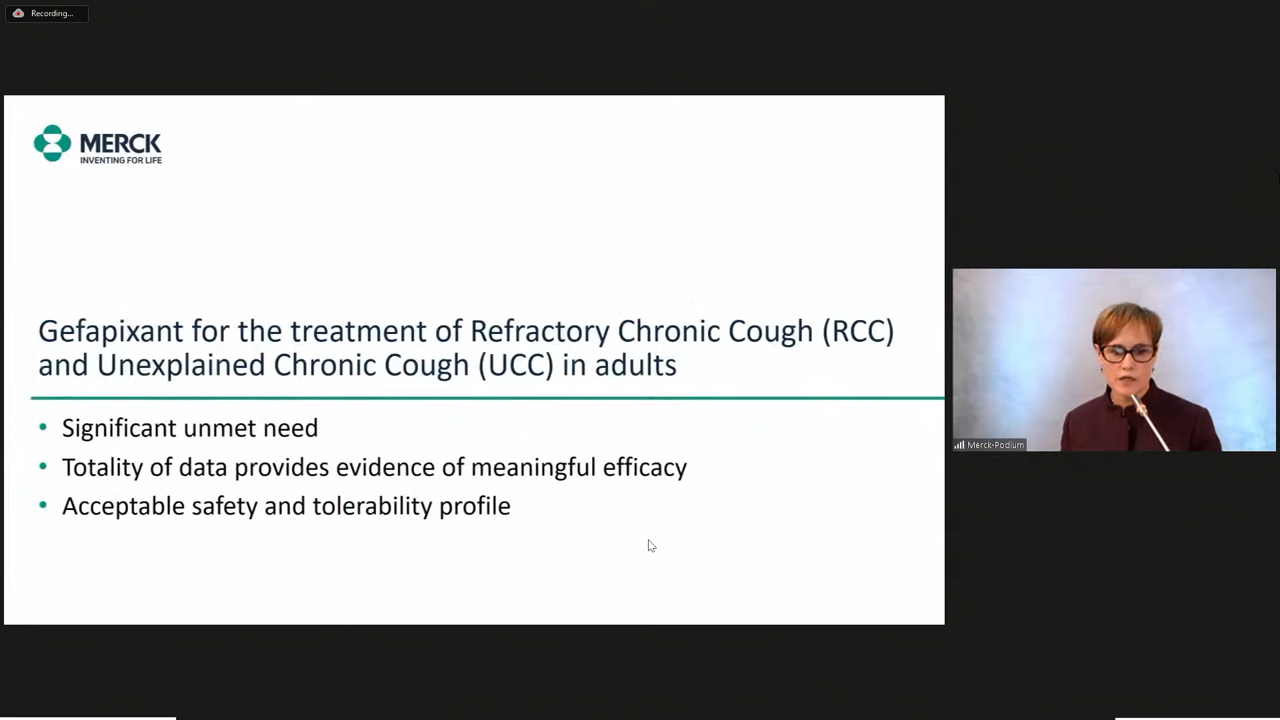 Recording...
MERCK
INVENTING FOR LIFE
Gefapixant for the treatment of Refractory Chronic Cough (RCC)
and Unexplained Chronic Cough (UCC) in adults
• Significant unmet need
• Totality of data provides evidence of meaningful efficacy
• Acceptable safety and tolerability profile
Merck-Podium